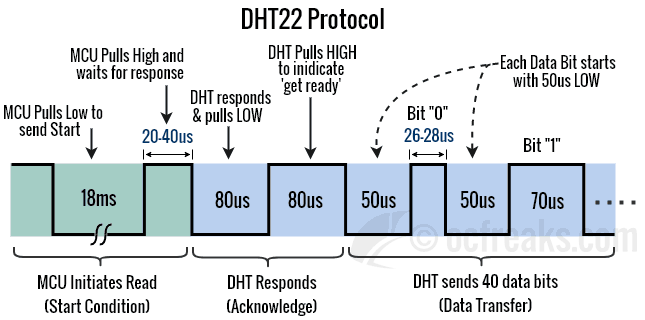 DHT22 Protocol
MCU Pulls High and
waits for response
DHT Pulls HIGH
to inidicate
'get ready'
Each Data Bit starts
with 50us LOW
MCU Pulls Low to
send Start
DHT responds
& pulls LOW
20-40us
Bit "0"
26-28us
Bit "1"
18ms
80us
80us
50us
50us
70us
© ocfreaks.com
MCU Initiates Read
(Start Condition)
DHT Responds
(Acknowledge)
DHT sends 40 data bits
(Data Transfer)